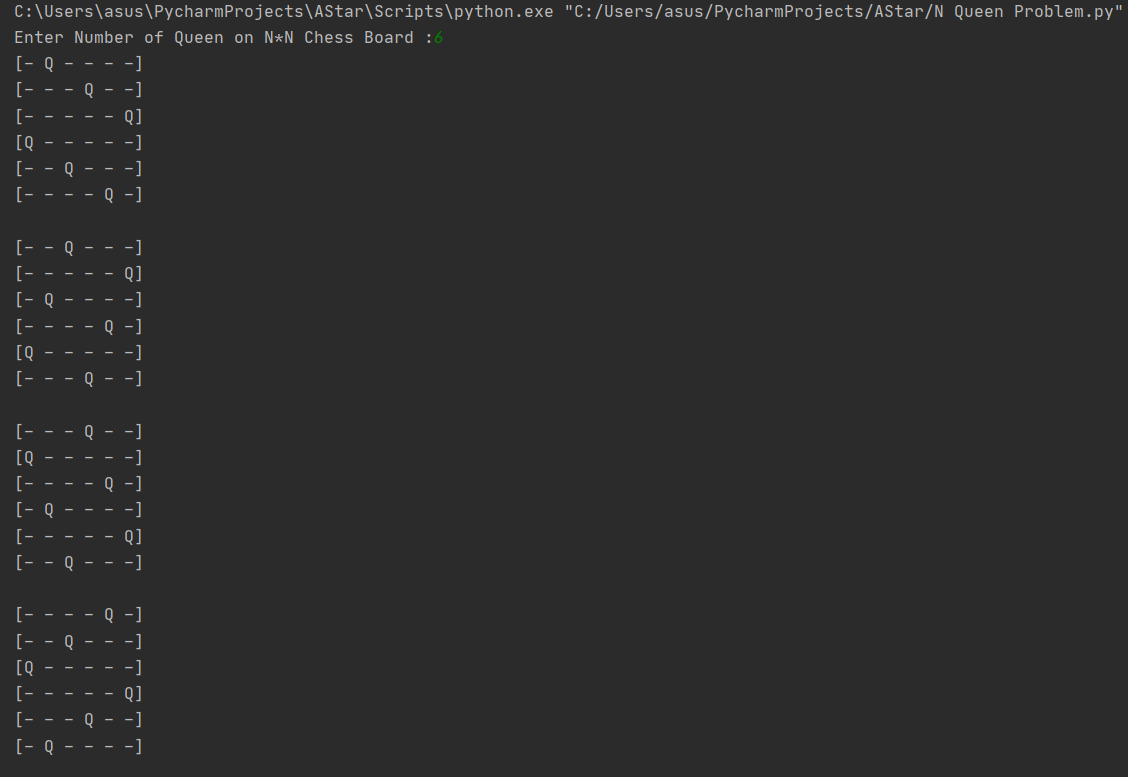 C:\Users\asus\PycharmProjects\AStar\Scripts\python.exe "C:/Users/asus/PycharmProjects/AStar/N Queen Problem.py"
Enter Number of Queen on N*N Chess Board :6
[- Q - - - -]
[- - - Q - -]
[- - - - - Q]
[Q - - - - -]
[- - Q - - -]
[- - - - Q -]

[- - Q - - -]
[- - - - - Q]
[- Q - - - -]
[- - - - Q -]
[Q - - - - -]
[- - - Q - -]

[- - - Q - -]
[Q - - - - -]
[- - - - Q -]
[- Q - - - -]
[- - - - - Q]
[- - Q - - -]

[- - - - Q -]
[- - Q - - -]
[Q - - - - -]
[- - - - - Q]
[- - - Q - -]
[- Q - - - -]